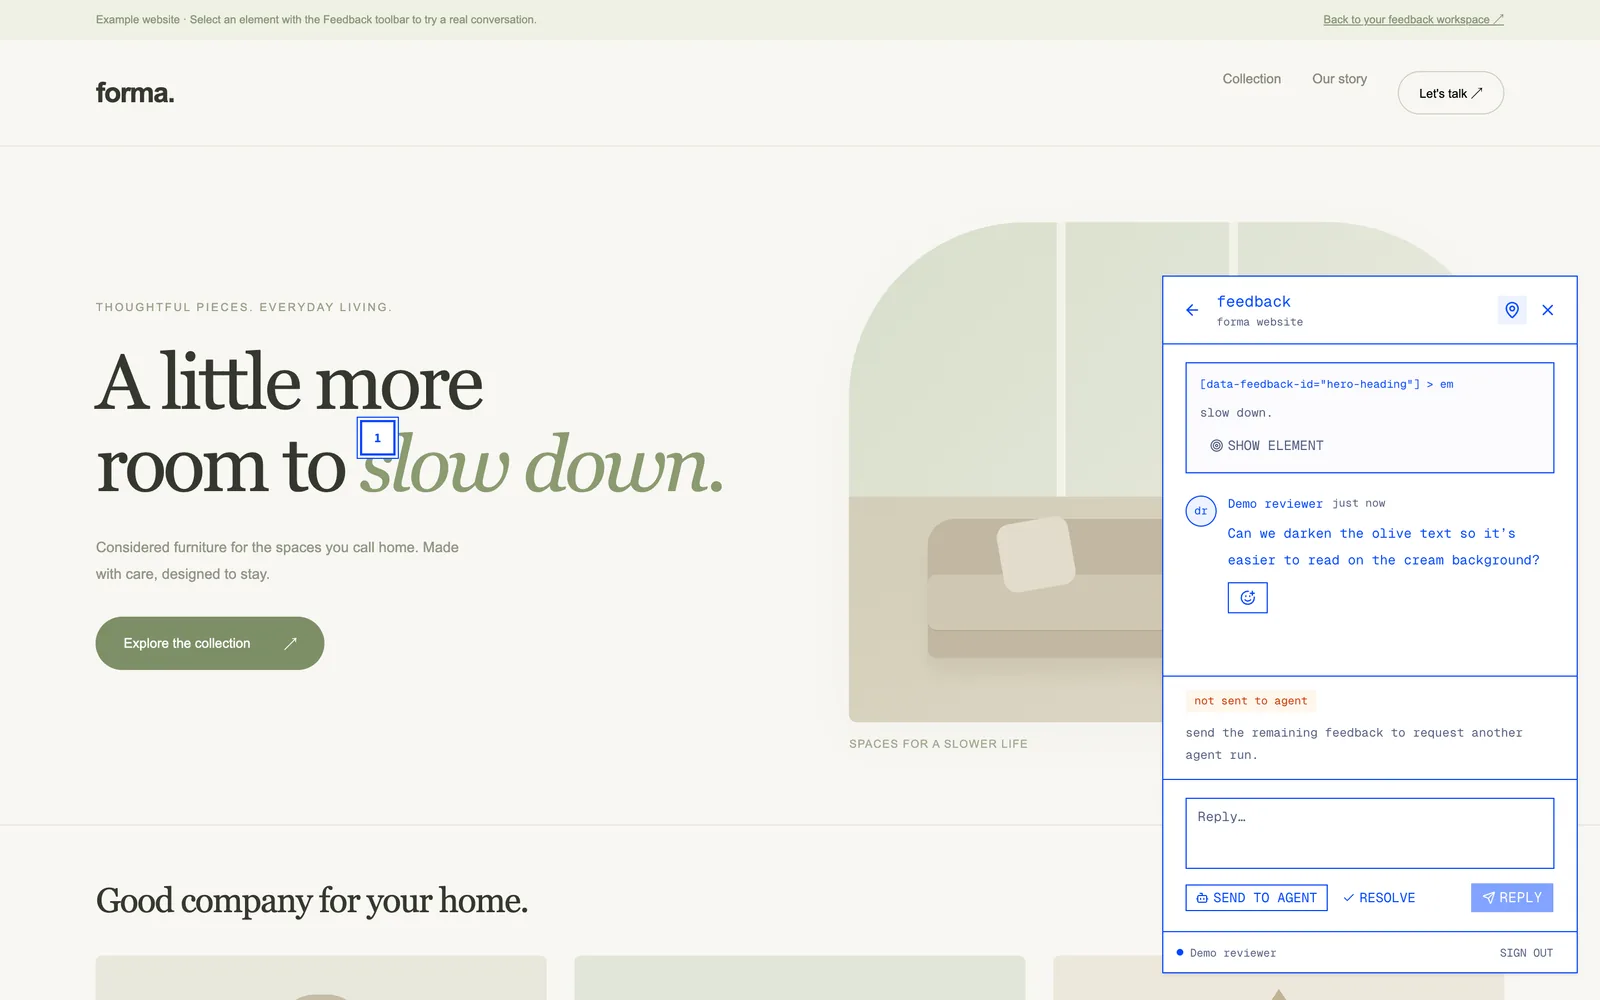 Example website · Select an element with the Feedback toolbar to try a real conversation.
Back to your feedback workspace ↗
forma.
Collection
Our story
Let's talk ↗
THOUGHTFUL PIECES. EVERYDAY LIVING.
A little more
room to slow down.
1
Considered furniture for the spaces you call home. Made
with care, designed to stay.
Explore the collection ↗
SPACES FOR A SLOWER LIFE
Good company for your home.
feedback
forma website
[data-feedback-id="hero-heading"] > em
slow down.
SHOW ELEMENT
dr
Demo reviewer just now
Can we darken the olive text so it's
easier to read on the cream background?
not sent to agent
send the remaining feedback to request another
agent run.
Reply…
SEND TO AGENT
RESOLVE
REPLY
Demo reviewer
SIGN OUT